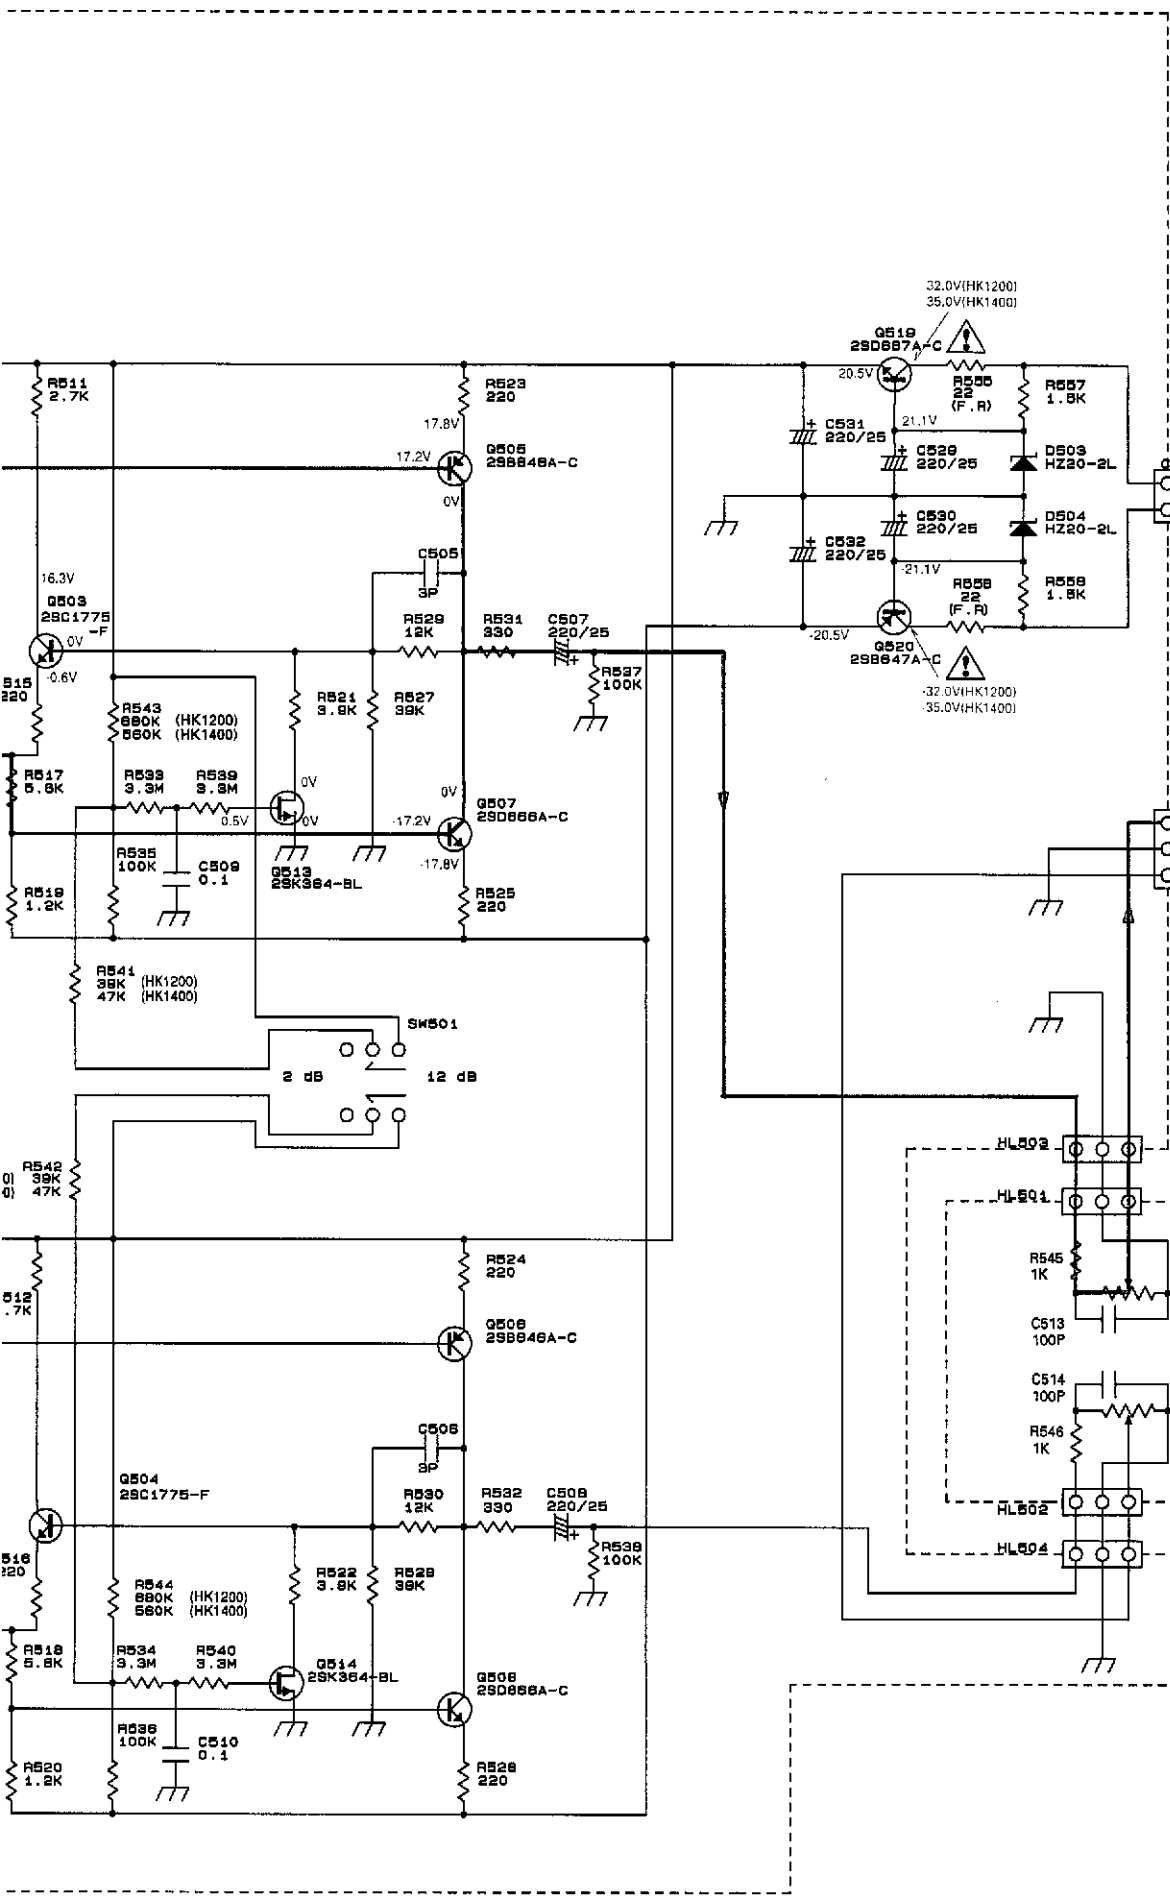 32.0V(HK1200)
35.0V(HK1400)
Q519
2SD667A-C
20.5V
R555
22
(F.R)
R557
1.5K
R511
2.7K
R523
220
17.8V
17.2V
Q505
2SB646A-C
0V
C531
220/25
21.1V
C529
220/25
D503
HZ20-2L
C530
220/25
D504
HZ20-2L
C532
220/25
-21.1V
R558
1.5K
22
(F.R)
-20.5V
Q520
2SB647A-C
-32.0V(HK1200)
-35.0V(HK1400)
C505
3P
16.3V
Q503
2SC1775
-F
0V
-0.6V
R529
12K
R531
330
C507
220/25
R537
100K
515
220
R543
680K (HK1200)
560K (HK1400)
R521
3.9K
R527
39K
R517
5.6K
R533
3.3M
R539
3.3M
0.5V
0V
0V
0V
Q507
2SD666A-C
-17.2V
-17.8V
R535
100K
C509
0.1
Q513
2SK364-BL
R519
1.2K
R525
220
R541
39K (HK1200)
47K (HK1400)
SW501
2 dB
12 dB
0)
0)
R542
39K
47K
HL503
HL501
R545
1K
C513
100P
C514
100P
R546
1K
HL502
HL504
R524
220
512
.7K
Q506
2SB646A-C
C506
3P
Q504
2SC1775-F
R530
12K
R532
330
C508
220/25
R538
100K
516
220
R544
680K (HK1200)
560K (HK1400)
R522
3.9K
R528
39K
R518
5.6K
R534
3.3M
R540
3.3M
Q514
2SK364-BL
Q508
2SD666A-C
R536
100K
C510
0.1
R520
1.2K
R526
220